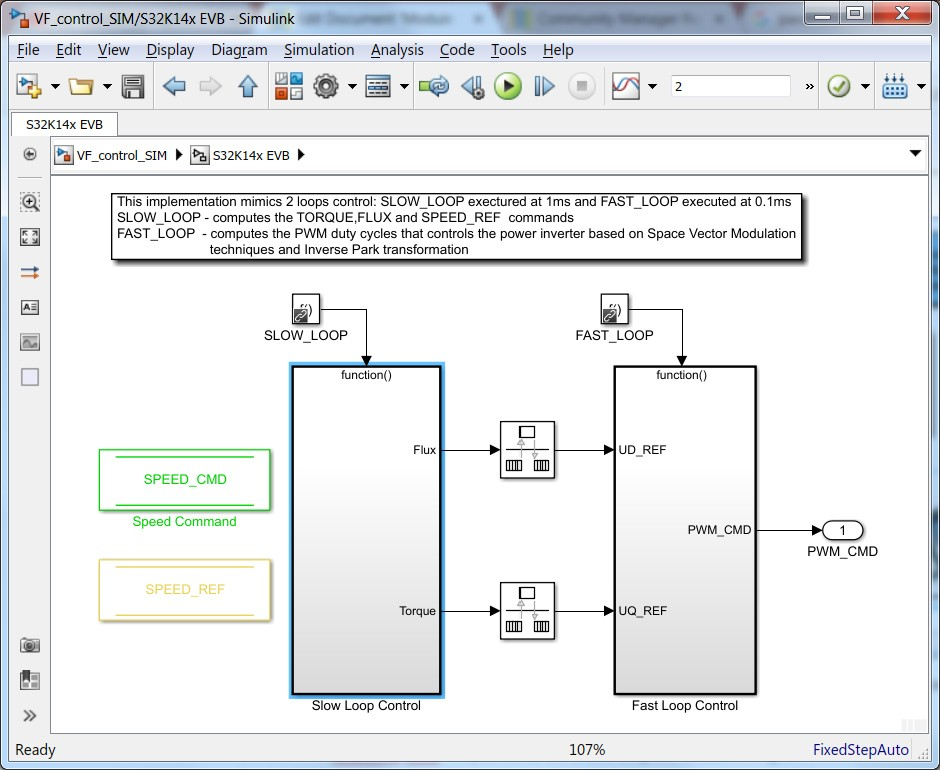 VF_control_SIM/S32K14x EVB - Simulink
File Edit View Display Diagram Simulation Analysis Code Tools Help
2 »
S32K14x EVB
VF_control_SIM S32K14x EVB
This implementation mimics 2 loops control: SLOW_LOOP exectured at 1ms and FAST_LOOP executed at 0.1ms
SLOW_LOOP - computes the TORQUE,FLUX and SPEED_REF commands
FAST_LOOP - computes the PWM duty cycles that controls the power inverter based on Space Vector Modulation
techniques and Inverse Park transformation
SLOW_LOOP FAST_LOOP
function() function()
Flux UD_REF
SPEED_CMD
Speed Command
PWM_CMD 1
PWM_CMD
SPEED_REF
Torque UQ_REF
Slow Loop Control Fast Loop Control
Ready 107% FixedStepAuto